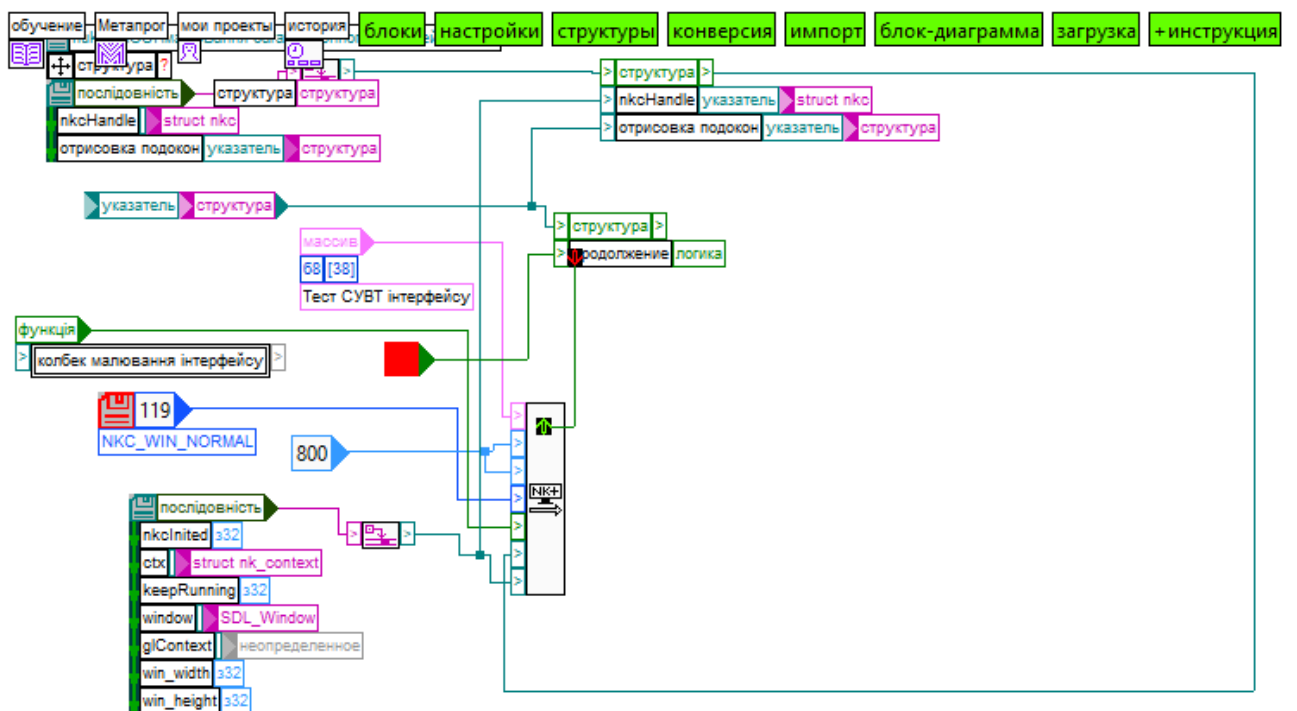 обучение Метапрог мои проекты история блоки настройки структуры конверсия импорт блок-диаграмма загрузка +инструкция
структура ?
> структура >
послідовність структура структура
nkcHandle struct nkc
> nkcHandle указатель struct nkc
отрисовка подокон указатель структура
> отрисовка подокон указатель структура
указатель структура
> структура >
массив
> родолжение логика
68 [38]
Тест СУВТ інтерфейсу
функція
> колбек малювання інтерфейсу >
119
NKC_WIN_NORMAL
800
NK+
послідовність
nkcInited з32
ctx struct nk_context
keepRunning з32
window SDL_Window
glContext неопределенное
win_width з32
win_height з32